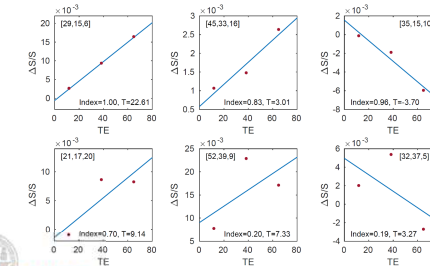 ×10⁻³ ×10⁻³ ×10⁻³
[29,15,6] [45,33,16] [35,15,10
20 15 10 5 0
3 2.5 2 1.5 1 0.5
2 0 -2 -4 -6 -8
ΔS/S ΔS/S ΔS/S
Index=1.00, T=22.61 Index=0.83, T=3.01 Index=0.96, T=-3.70
0 20 40 60 80 0 20 40 60 80 0 20 40 60
TE TE TE
×10⁻³ ×10⁻³ ×10⁻³
[21,17,20] [52,39,9] [32,37,5]
10 5 0
25 20 15 10 5
6 4 2 0 -2 -4
ΔS/S ΔS/S ΔS/S
Index=0.70, T=9.14 Index=0.20, T=7.33 Index=0.19, T=3.27
0 20 40 60 80 0 20 40 60 80 0 20 40 60
TE TE TE